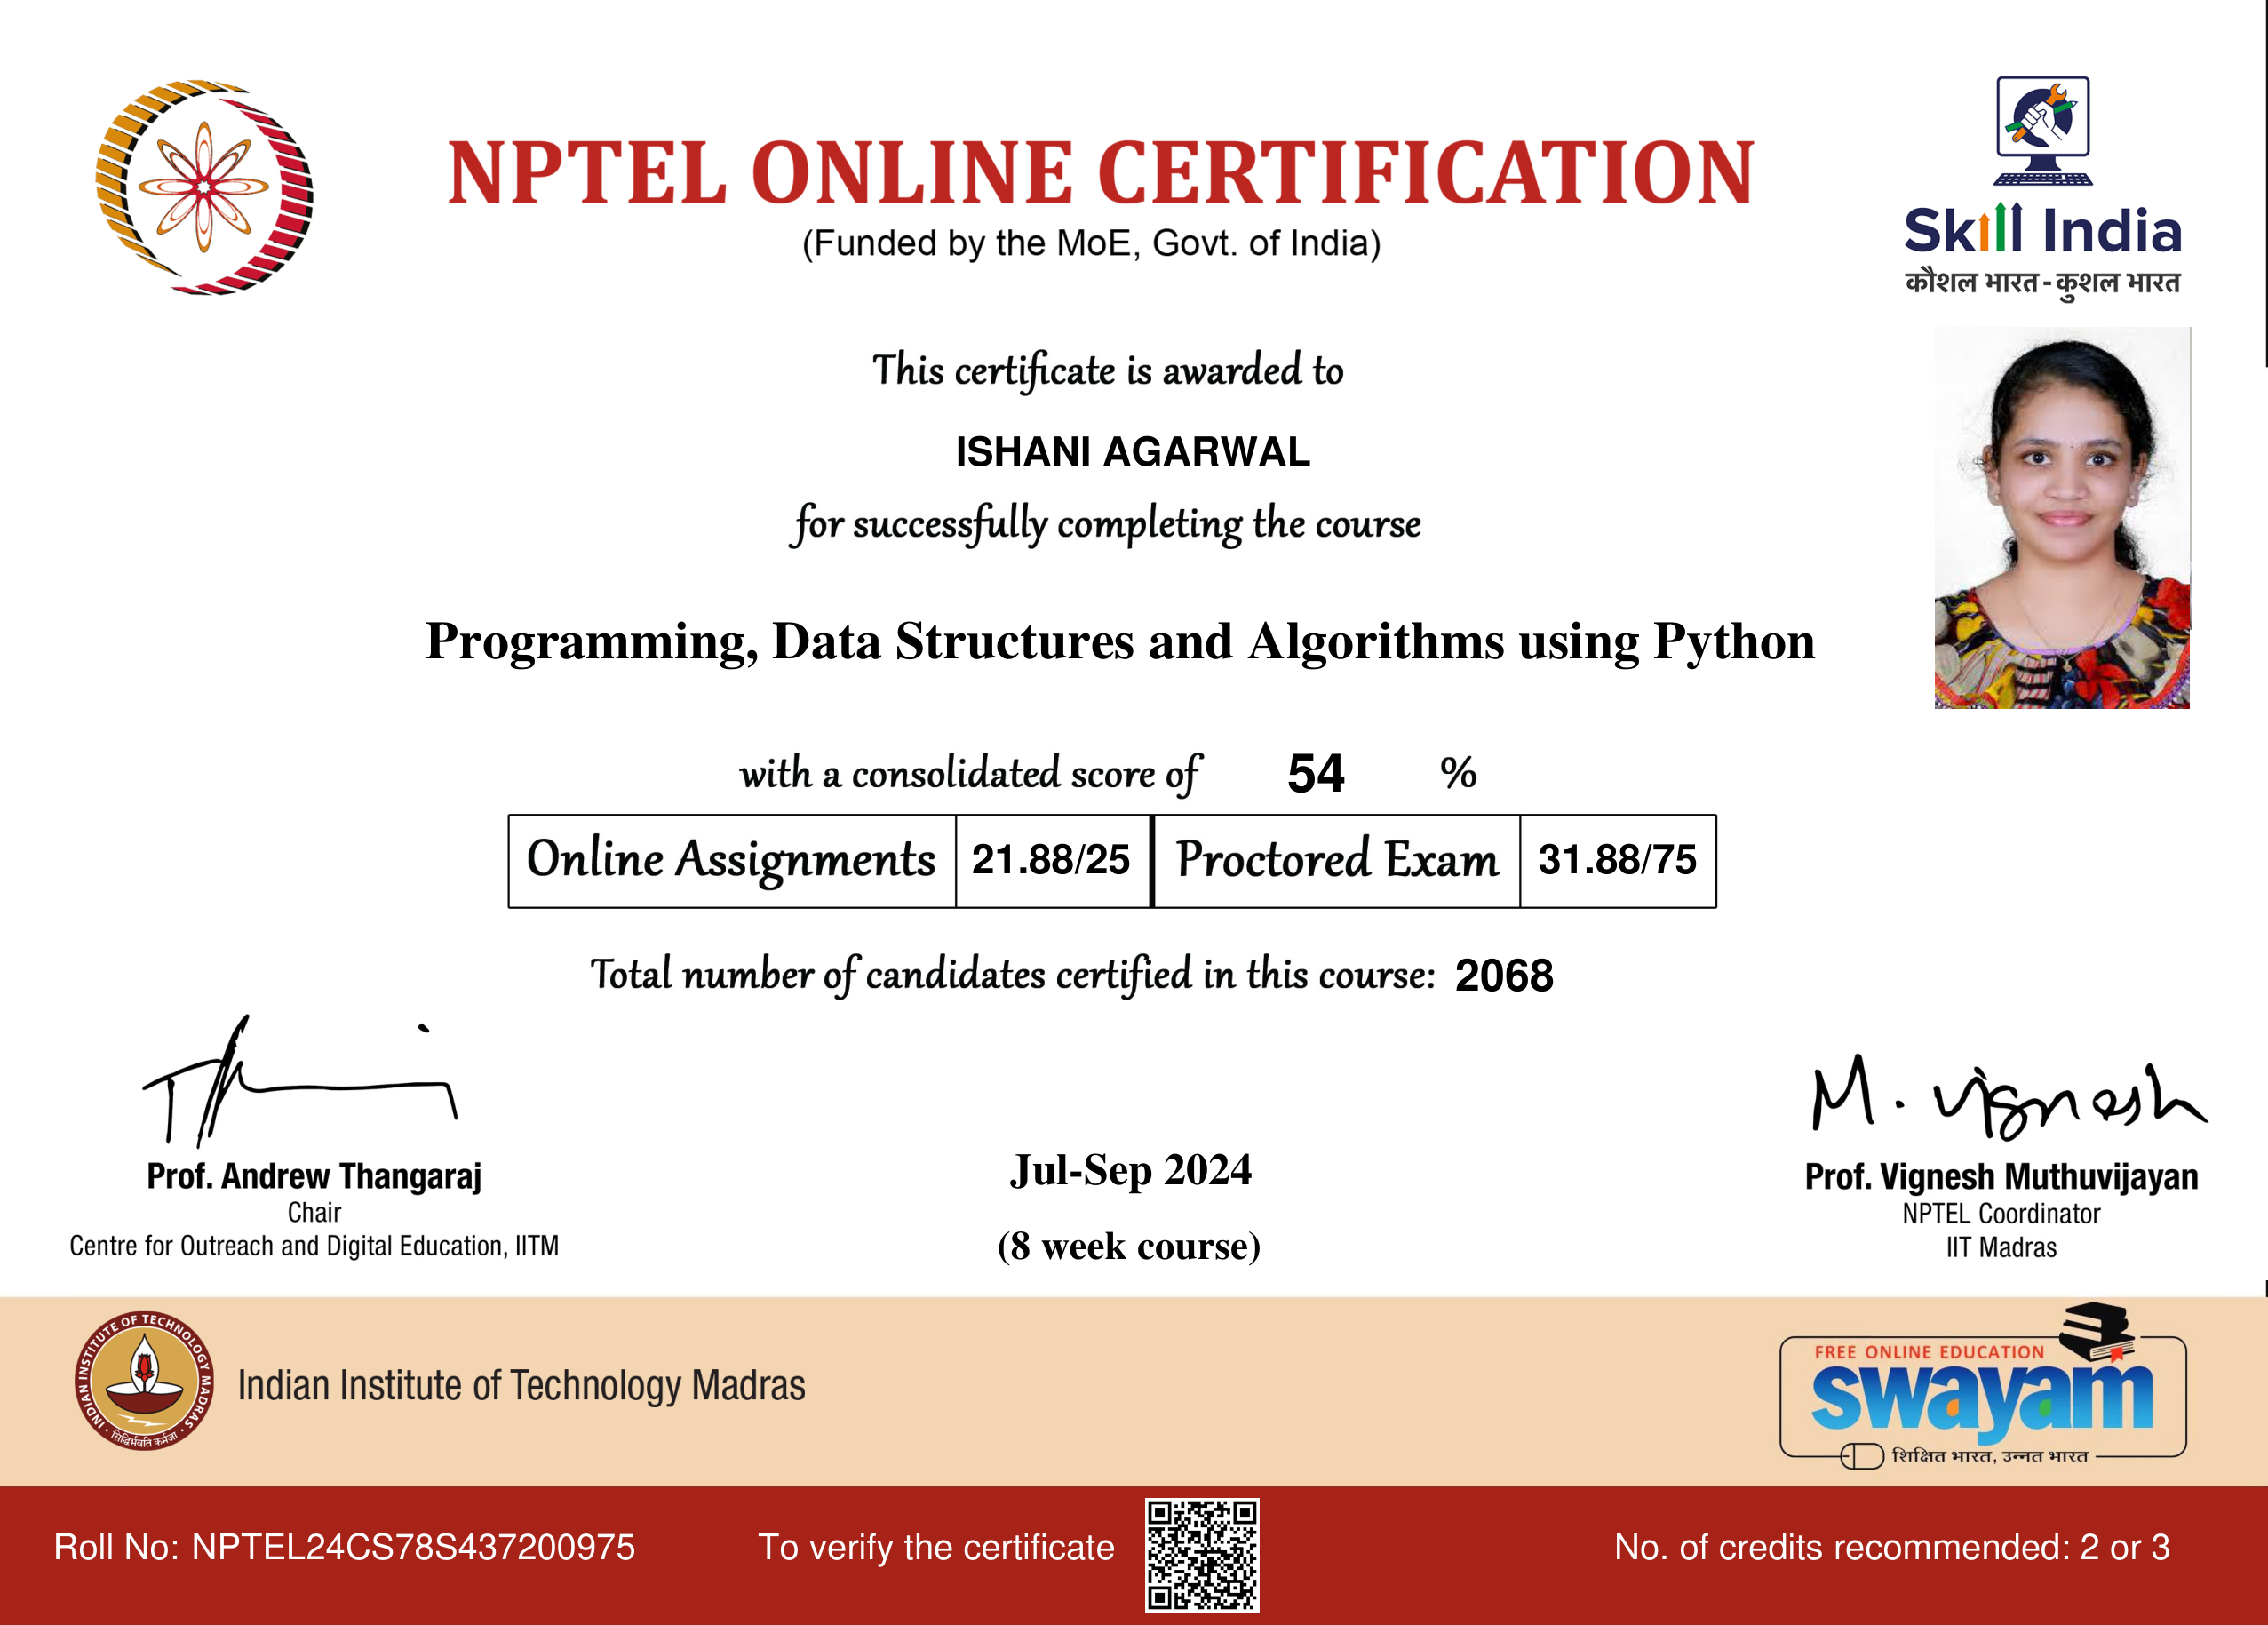 NPTEL ONLINE CERTIFICATION
(Funded by the MoE, Govt. of India)
Skill India
कौशल भारत - कुशल भारत
This certificate is awarded to
ISHANI AGARWAL
for successfully completing the course
Programming, Data Structures and Algorithms using Python
with a consolidated score of 54 %
Online Assignments 21.88/25 Proctored Exam 31.88/75
Total number of candidates certified in this course: 2068
M. Vignesh
Prof. Andrew Thangaraj
Chair
Centre for Outreach and Digital Education, IITM
Jul-Sep 2024
(8 week course)
Prof. Vignesh Muthuvijayan
NPTEL Coordinator
IIT Madras
INDIAN INSTITUTE OF TECHNOLOGY MADRAS
सिद्धिर्भवति कर्मजा
Indian Institute of Technology Madras
FREE ONLINE EDUCATION
swayam
शिक्षित भारत, उन्नत भारत
Roll No: NPTEL24CS78S437200975
To verify the certificate
No. of credits recommended: 2 or 3